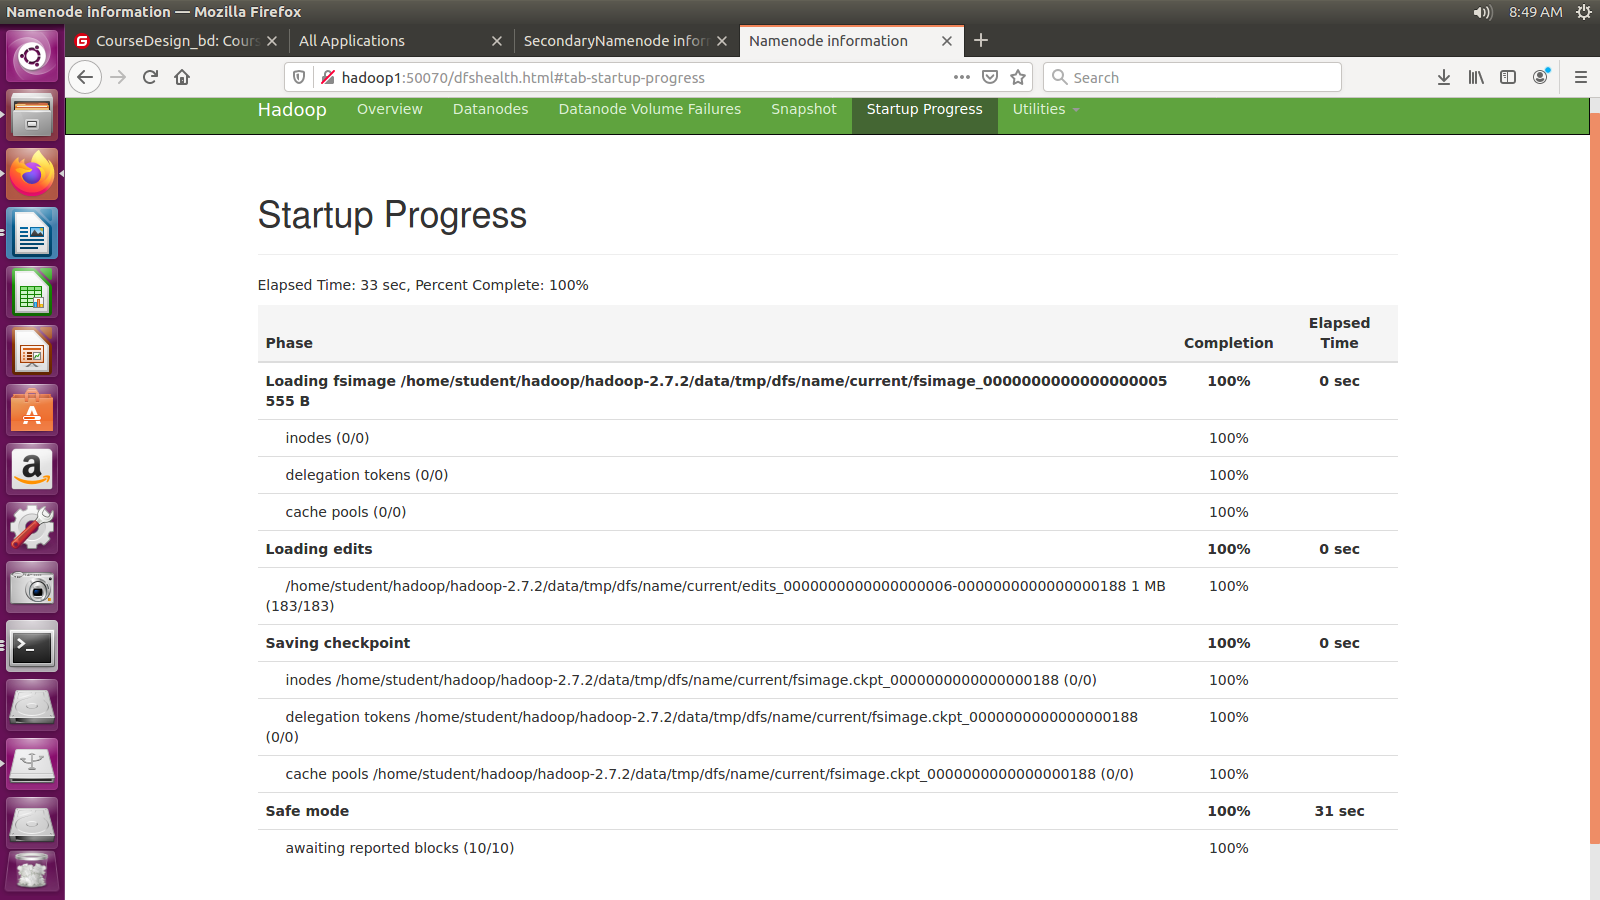 Namenode information — Mozilla Firefox
8:49 AM
CourseDesign_bd: Cours
All Applications
SecondaryNamenode infor
Namenode information
hadoop1:50070/dfshealth.html#tab-startup-progress
Search
Hadoop
Overview
Datanodes
Datanode Volume Failures
Snapshot
Startup Progress
Utilities
Startup Progress
Elapsed Time: 33 sec, Percent Complete: 100%
Phase
Completion
Elapsed
Time
Loading fsimage /home/student/hadoop/hadoop-2.7.2/data/tmp/dfs/name/current/fsimage_0000000000000000005
555 B
100%
0 sec
inodes (0/0)
100%
delegation tokens (0/0)
100%
cache pools (0/0)
100%
Loading edits
100%
0 sec
/home/student/hadoop/hadoop-2.7.2/data/tmp/dfs/name/current/edits_0000000000000000006-0000000000000000188 1 MB
(183/183)
100%
Saving checkpoint
100%
0 sec
inodes /home/student/hadoop/hadoop-2.7.2/data/tmp/dfs/name/current/fsimage.ckpt_0000000000000000188 (0/0)
100%
delegation tokens /home/student/hadoop/hadoop-2.7.2/data/tmp/dfs/name/current/fsimage.ckpt_0000000000000000188
(0/0)
100%
cache pools /home/student/hadoop/hadoop-2.7.2/data/tmp/dfs/name/current/fsimage.ckpt_0000000000000000188 (0/0)
100%
Safe mode
100%
31 sec
awaiting reported blocks (10/10)
100%